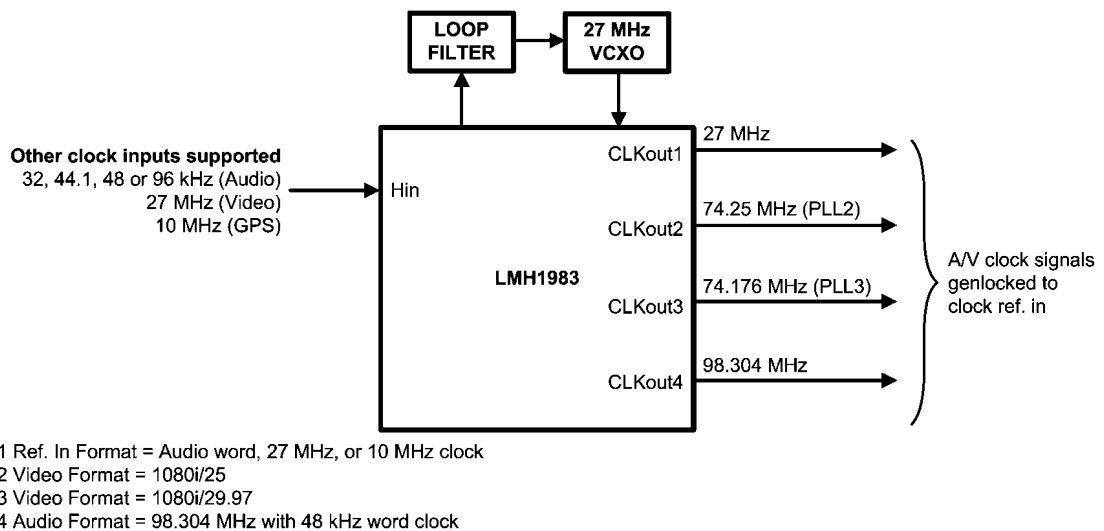 LOOP
FILTER
27 MHz
VCXO
Other clock inputs supported
32, 44.1, 48 or 96 kHz (Audio)
27 MHz (Video)
10 MHz (GPS)
Hin
LMH1983
CLKout1
27 MHz
CLKout2
74.25 MHz (PLL2)
CLKout3
74.176 MHz (PLL3)
CLKout4
98.304 MHz
A/V clock signals
genlocked to
clock ref. in
1 Ref. In Format = Audio word, 27 MHz, or 10 MHz clock
2 Video Format = 1080i/25
3 Video Format = 1080i/29.97
4 Audio Format = 98.304 MHz with 48 kHz word clock